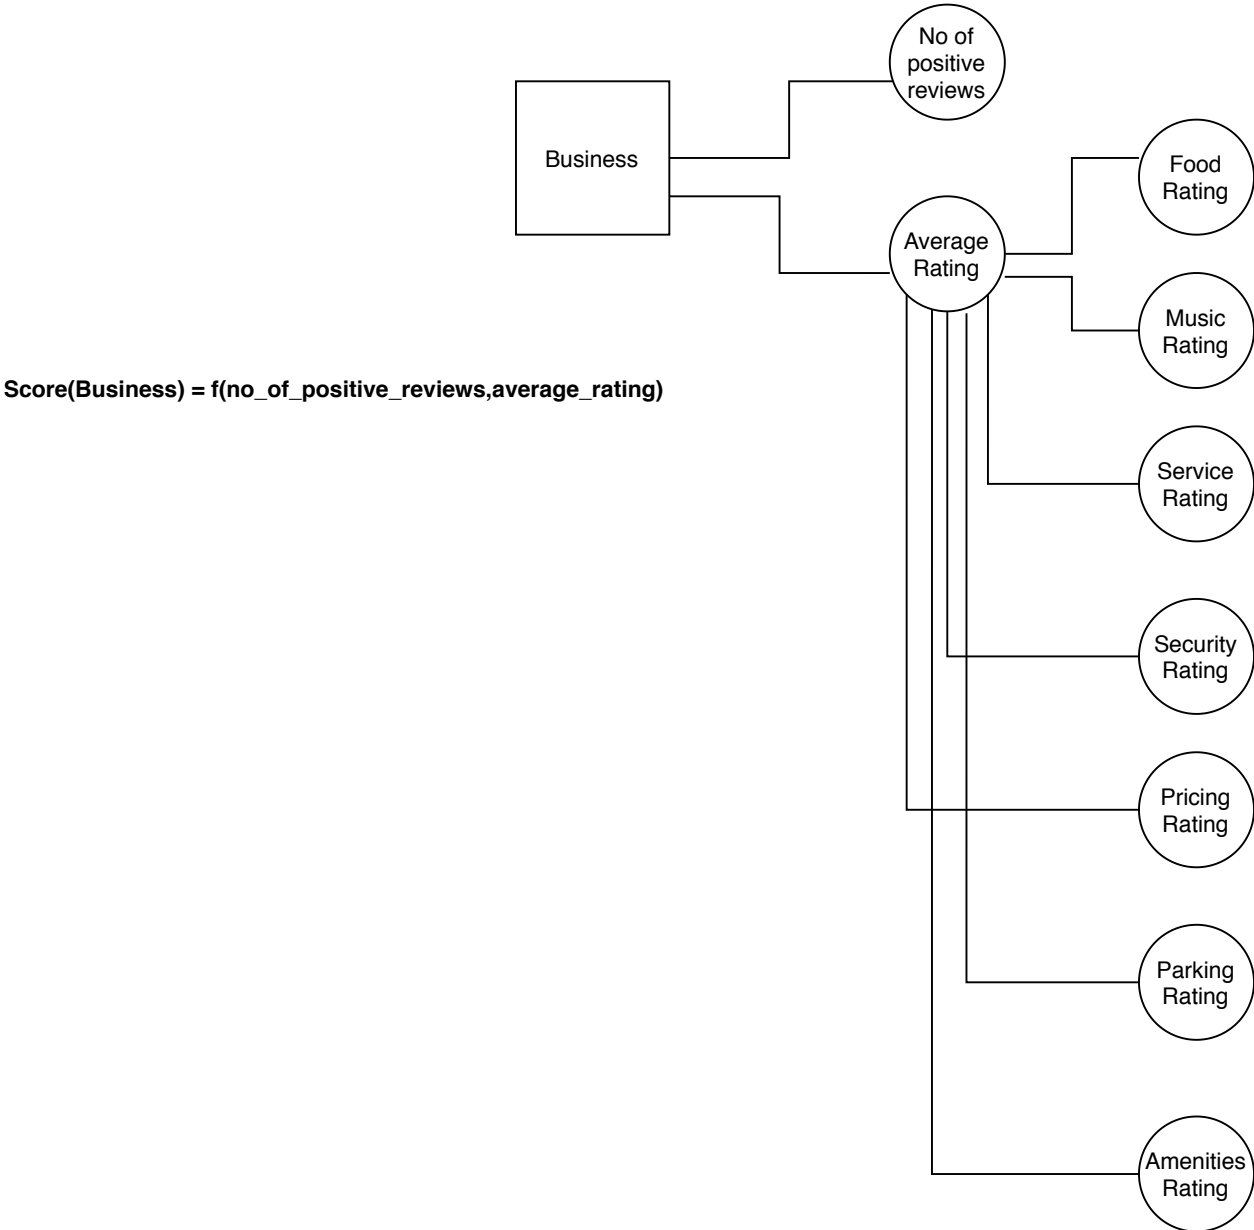 No of
positive
reviews
Business
Food
Rating
Average
Rating
Music
Rating
Score(Business) = f(no_of_positive_reviews,average_rating)
Service
Rating
Security
Rating
Pricing
Rating
Parking
Rating
Amenities
Rating